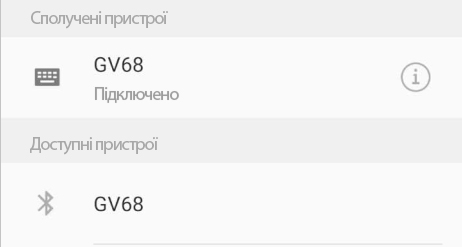 Сполучені пристрої
GV68
Підключено
Доступні пристрої
GV68